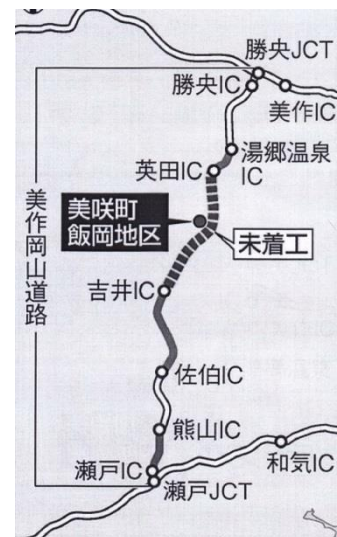 勝央JCT
勝央IC
美作IC
湯郷温泉
IC
英田IC
美咲町
飯岡地区
未着工
美作岡山道路
吉井IC
佐伯IC
熊山IC
和気IC
瀬戸IC
瀬戸JCT